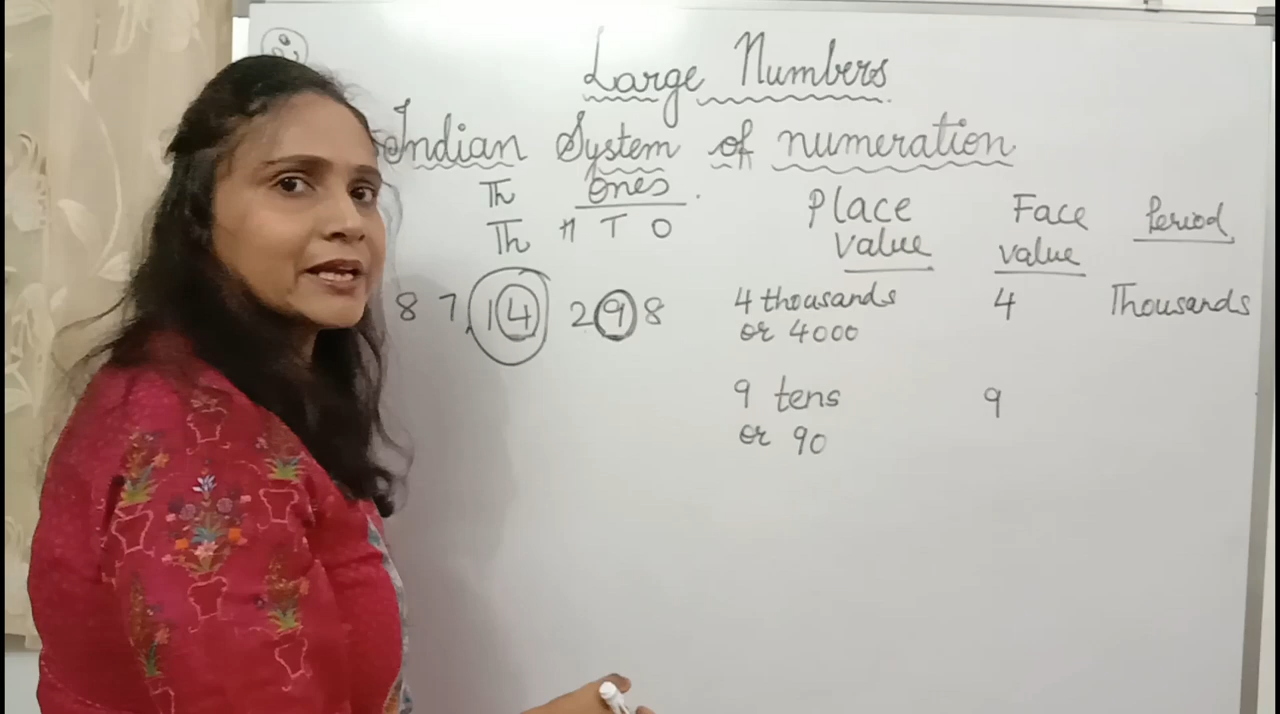 Large Numbers
Indian System of numeration
Th ones Place Face Period
Th H T O value value
8 7, 1 4 2 9 8 4 thousands 4 Thousands
or 4000
9 tens 9
or 90